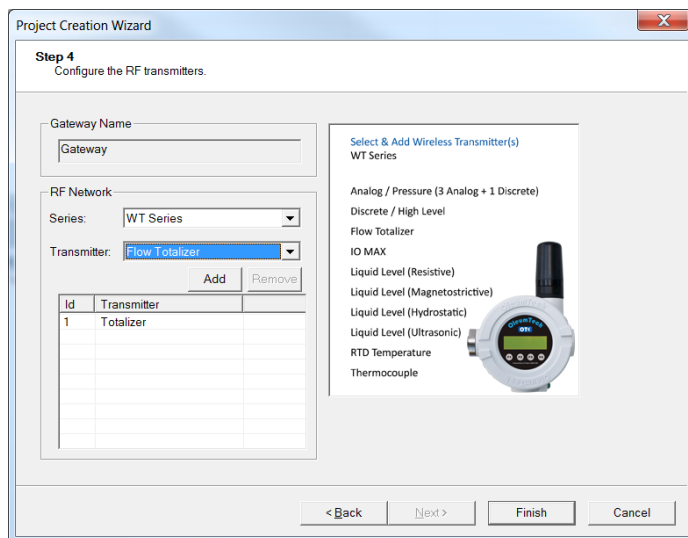 Project Creation Wizard
Step 4
Configure the RF transmitters.
Gateway Name
Gateway
RF Network
Series: WT Series
Transmitter: Flow Totalizer
Add Remove
Id Transmitter
1 Totalizer
Select & Add Wireless Transmitter(s)
WT Series
Analog / Pressure (3 Analog + 1 Discrete)
Discrete / High Level
Flow Totalizer
IO MAX
Liquid Level (Resistive)
Liquid Level (Magnetostrictive)
Liquid Level (Hydrostatic)
Liquid Level (Ultrasonic)
RTD Temperature
Thermocouple
OleumTech
< Back Next > Finish Cancel